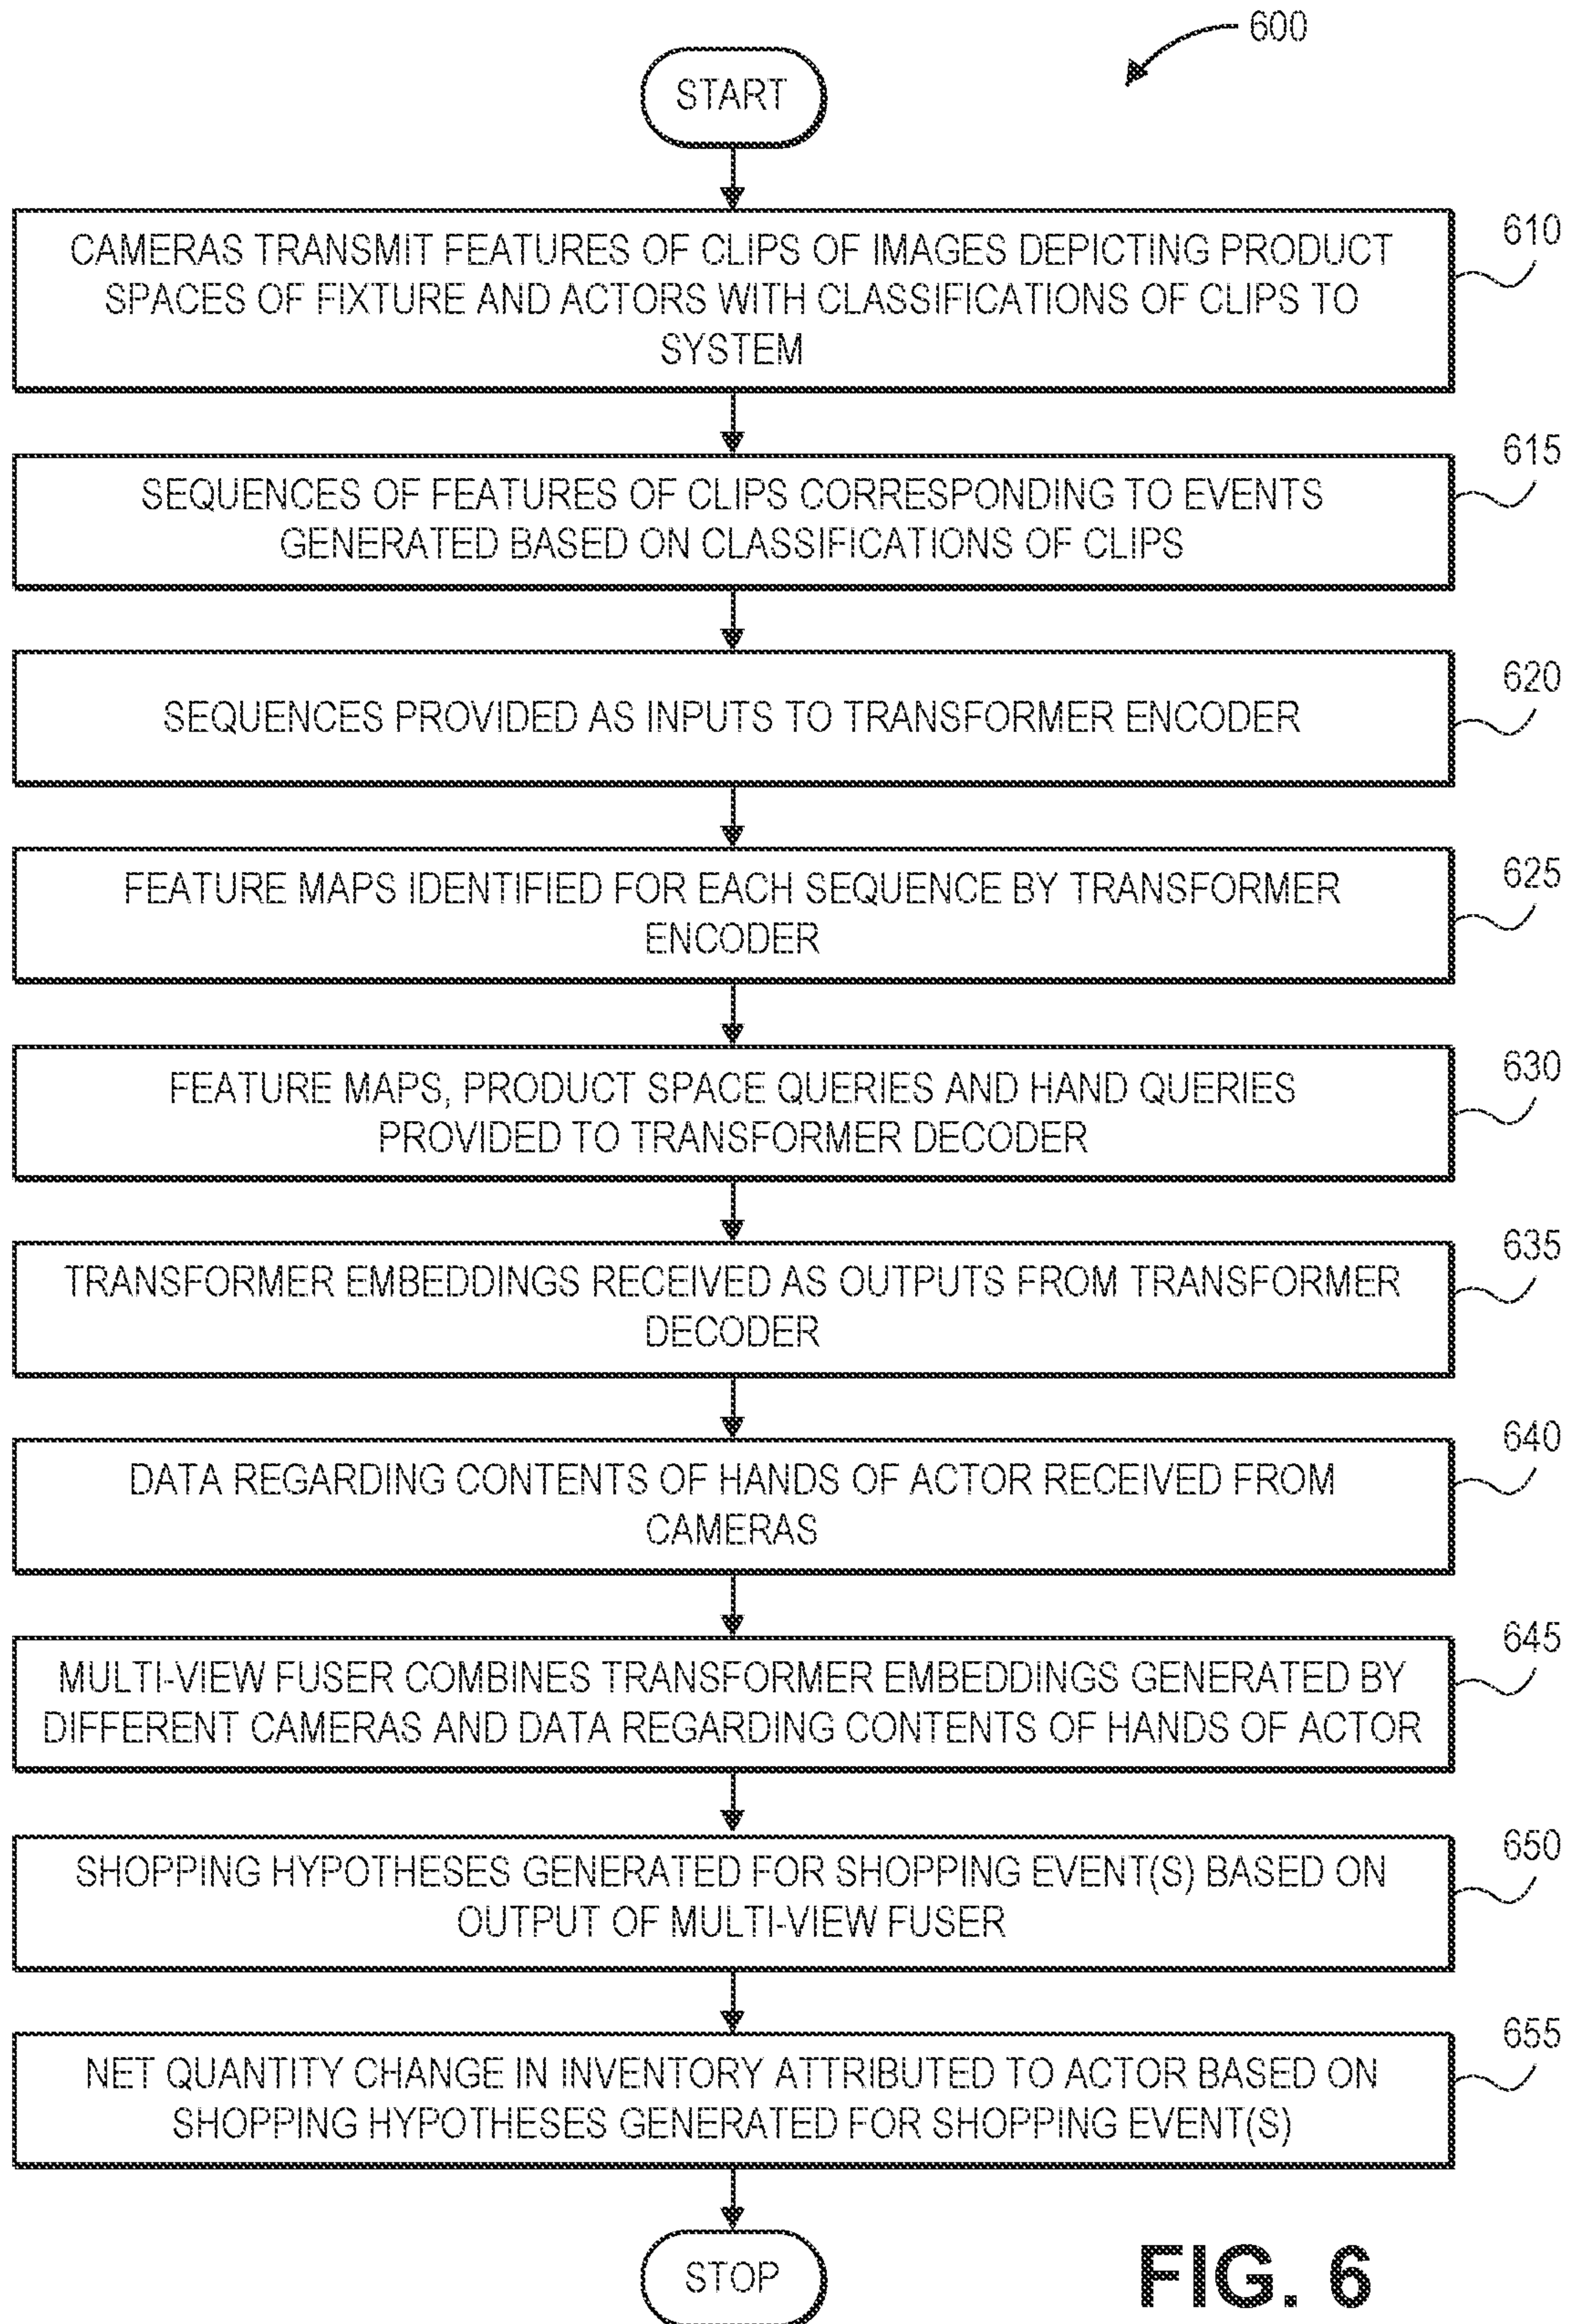 600
START
CAMERAS TRANSMIT FEATURES OF CLIPS OF IMAGES DEPICTING PRODUCT
SPACES OF FIXTURE AND ACTORS WITH CLASSIFICATIONS OF CLIPS TO
SYSTEM
610
SEQUENCES OF FEATURES OF CLIPS CORRESPONDING TO EVENTS
GENERATED BASED ON CLASSIFICATIONS OF CLIPS
615
SEQUENCES PROVIDED AS INPUTS TO TRANSFORMER ENCODER
620
FEATURE MAPS IDENTIFIED FOR EACH SEQUENCE BY TRANSFORMER
ENCODER
625
FEATURE MAPS, PRODUCT SPACE QUERIES AND HAND QUERIES
PROVIDED TO TRANSFORMER DECODER
630
TRANSFORMER EMBEDDINGS RECEIVED AS OUTPUTS FROM TRANSFORMER
DECODER
635
DATA REGARDING CONTENTS OF HANDS OF ACTOR RECEIVED FROM
CAMERAS
640
MULTI-VIEW FUSER COMBINES TRANSFORMER EMBEDDINGS GENERATED BY
DIFFERENT CAMERAS AND DATA REGARDING CONTENTS OF HANDS OF ACTOR
645
SHOPPING HYPOTHESES GENERATED FOR SHOPPING EVENT(S) BASED ON
OUTPUT OF MULTI-VIEW FUSER
650
NET QUANTITY CHANGE IN INVENTORY ATTRIBUTED TO ACTOR BASED ON
SHOPPING HYPOTHESES GENERATED FOR SHOPPING EVENT(S)
655
STOP
FIG. 6